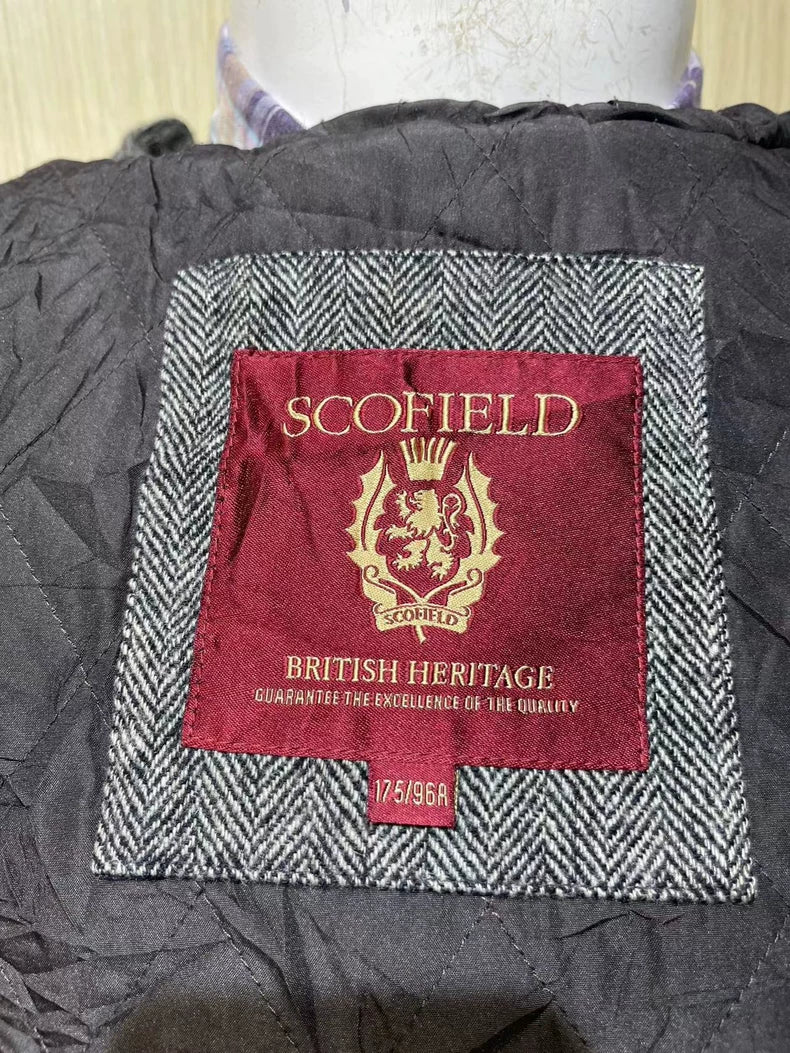 SCOFIELD
SCOFIELD
BRITISH HERITAGE
GUARANTEE THE EXCELLENCE OF THE QUALITY
175/96A